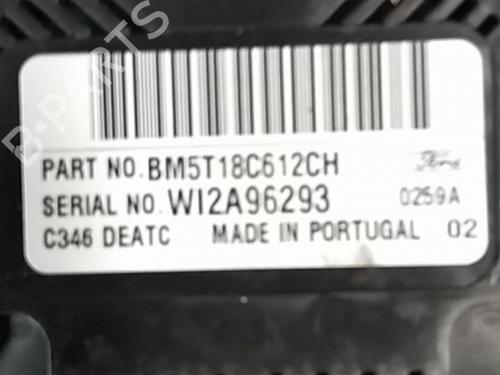 B-PARTS
PART NO. BM5T18C612CH
Ford
SERIAL NO. WI2A96293 0259A
C346 DEATC MADE IN PORTUGAL 02